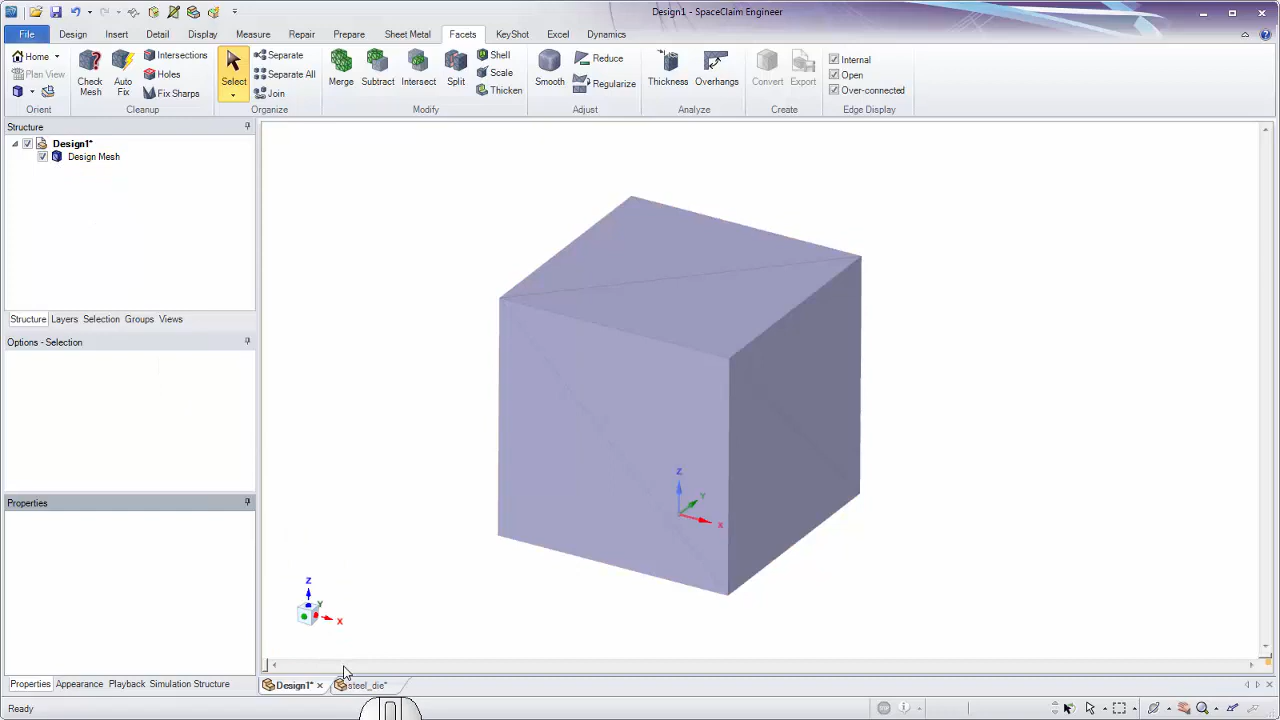 Design1 - SpaceClaim Engineer
File Design Insert Detail Display Measure Repair Prepare Sheet Metal Facets KeyShot Excel Dynamics
Home
Plan View
Orient
Check Mesh
Auto Fix
Intersections
Holes
Fix Sharps
Cleanup
Select
Separate
Separate All
Join
Organize
Merge
Subtract
Intersect
Split
Shell
Scale
Thicken
Modify
Smooth
Reduce
Regularize
Adjust
Thickness
Overhangs
Analyze
Convert
Export
Create
Internal
Open
Over-connected
Edge Display
Structure
Design1*
Design Mesh
Structure Layers Selection Groups Views
Options - Selection
Properties
Z
Y
X
Z
Y
X
Properties Appearance Playback Simulation Structure
Design1* steel_die*
Ready